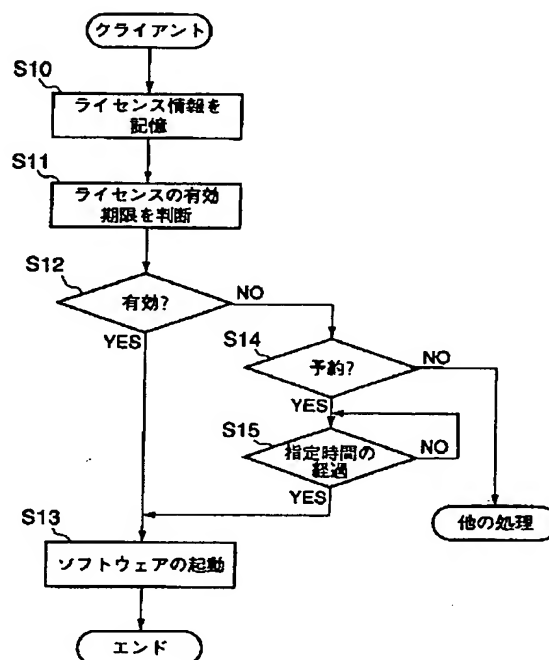 クライアント
S10
ライセンス情報を
記憶
S11
ライセンスの有効
期限を判断
S12
有効?
NO
YES
S14
予約?
NO
YES
S15
指定時間の
経過
NO
YES
他の処理
S13
ソフトウェアの起動
エンド